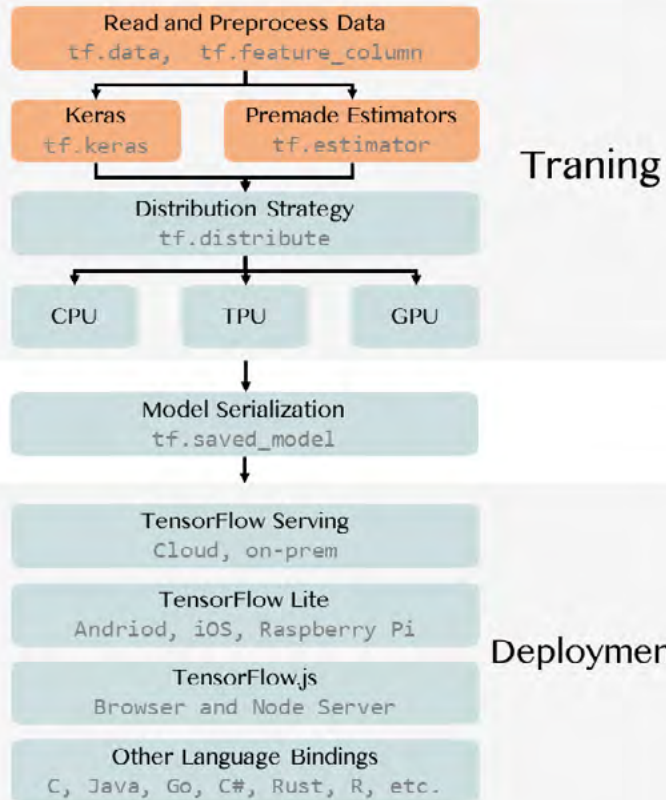 Read and Preprocess Data
tf.data, tf.feature_column
Keras
tf.keras
Premade Estimators
tf.estimator
Traning
Distribution Strategy
tf.distribute
CPU
TPU
GPU
Model Serialization
tf.saved_model
TensorFlow Serving
Cloud, on-prem
TensorFlow Lite
Andriod, iOS, Raspberry Pi
Deploymen
TensorFlow.js
Browser and Node Server
Other Language Bindings
C, Java, Go, C#, Rust, R, etc.